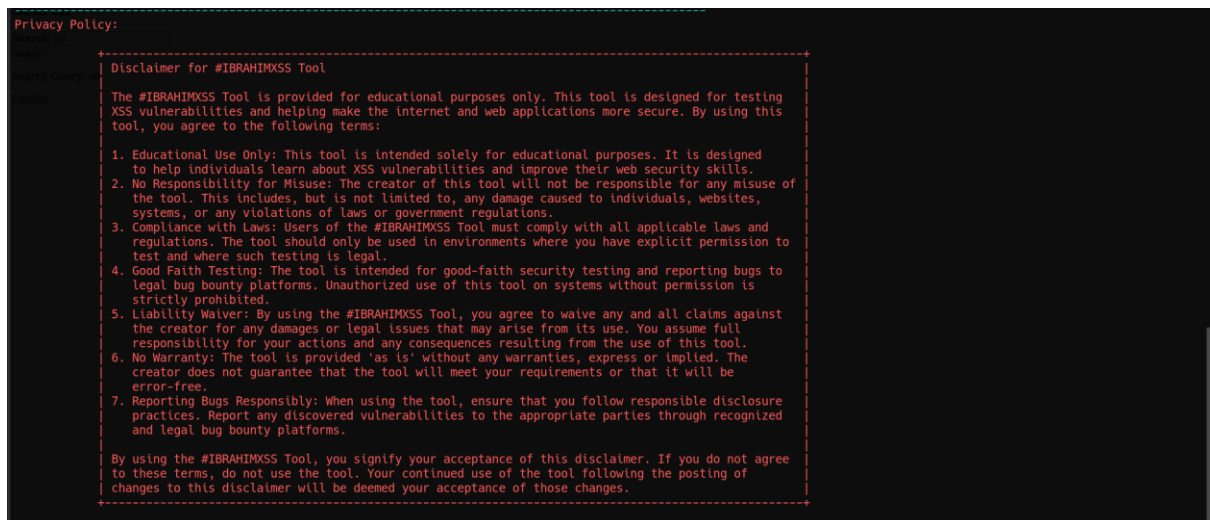 Privacy Policy:
Disclaimer for #IBRAHIMXSS Tool
The #IBRAHIMXSS Tool is provided for educational purposes only. This tool is designed for testing
XSS vulnerabilities and helping make the internet and web applications more secure. By using this
tool, you agree to the following terms:
1. Educational Use Only: This tool is intended solely for educational purposes. It is designed
to help individuals learn about XSS vulnerabilities and improve their web security skills.
2. No Responsibility for Misuse: The creator of this tool will not be responsible for any misuse of
the tool. This includes, but is not limited to, any damage caused to individuals, websites,
systems, or any violations of laws or government regulations.
3. Compliance with Laws: Users of the #IBRAHIMXSS Tool must comply with all applicable laws and
regulations. The tool should only be used in environments where you have explicit permission to
test and where such testing is legal.
4. Good Faith Testing: The tool is intended for good-faith security testing and reporting bugs to
legal bug bounty platforms. Unauthorized use of this tool on systems without permission is
strictly prohibited.
5. Liability Waiver: By using the #IBRAHIMXSS Tool, you agree to waive any and all claims against
the creator for any damages or legal issues that may arise from its use. You assume full
responsibility for your actions and any consequences resulting from the use of this tool.
6. No Warranty: The tool is provided 'as is' without any warranties, express or implied. The
creator does not guarantee that the tool will meet your requirements or that it will be
error-free.
7. Reporting Bugs Responsibly: When using the tool, ensure that you follow responsible disclosure
practices. Report any discovered vulnerabilities to the appropriate parties through recognized
and legal bug bounty platforms.
By using the #IBRAHIMXSS Tool, you signify your acceptance of this disclaimer. If you do not agree
to these terms, do not use the tool. Your continued use of the tool following the posting of
changes to this disclaimer will be deemed your acceptance of those changes.